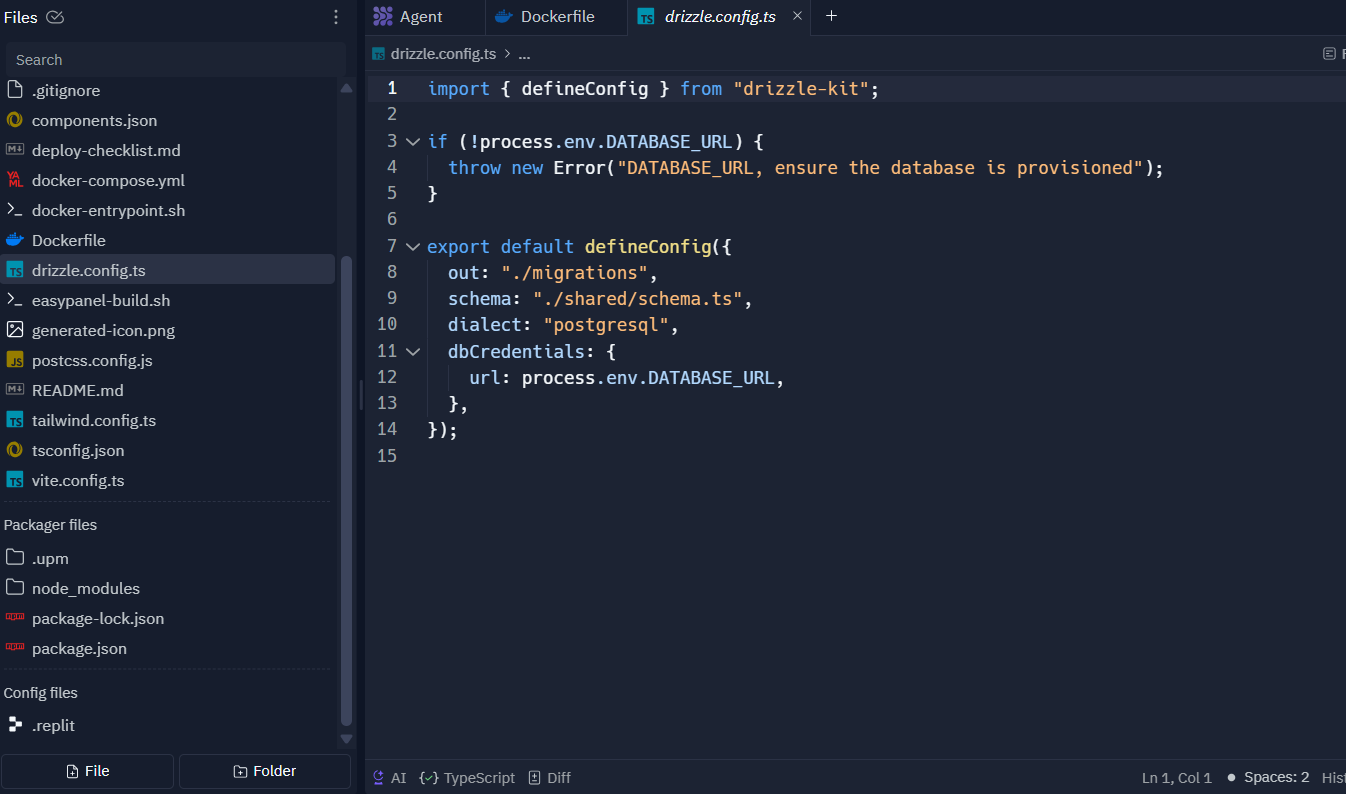 Files
Search
.gitignore
components.json
deploy-checklist.md
docker-compose.yml
docker-entrypoint.sh
Dockerfile
drizzle.config.ts
easypanel-build.sh
generated-icon.png
postcss.config.js
README.md
tailwind.config.ts
tsconfig.json
vite.config.ts
Packager files
.upm
node_modules
package-lock.json
package.json
Config files
.replit
File Folder
Agent Dockerfile drizzle.config.ts
drizzle.config.ts > ...
1 import { defineConfig } from "drizzle-kit";
2
3 if (!process.env.DATABASE_URL) {
4 throw new Error("DATABASE_URL, ensure the database is provisioned");
5 }
6
7 export default defineConfig({
8 out: "./migrations",
9 schema: "./shared/schema.ts",
10 dialect: "postgresql",
11 dbCredentials: {
12 url: process.env.DATABASE_URL,
13 },
14 });
15
AI {✓} TypeScript Diff Ln 1, Col 1 Spaces: 2 Hist